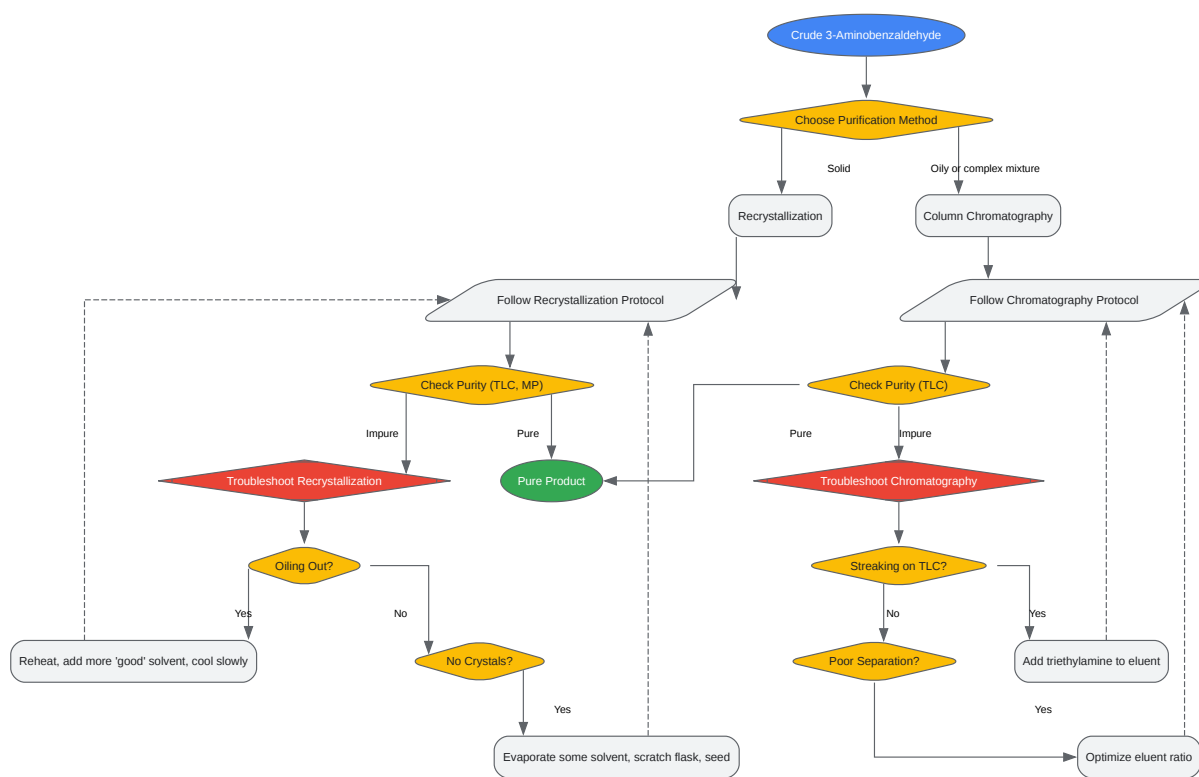 Crude 3-Aminobenzaldehyde
Choose Purification Method
Solid
Oily or complex mixture
Recrystallization
Column Chromatography
Follow Recrystallization Protocol
Follow Chromatography Protocol
Check Purity (TLC, MP)
Check Purity (TLC)
Impure
Pure
Pure
Impure
Troubleshoot Recrystallization
Pure Product
Troubleshoot Chromatography
Oiling Out?
Streaking on TLC?
Yes
No
No
Yes
Reheat, add more 'good' solvent, cool slowly
No Crystals?
Poor Separation?
Add triethylamine to eluent
Yes
Yes
Evaporate some solvent, scratch flask, seed
Optimize eluent ratio